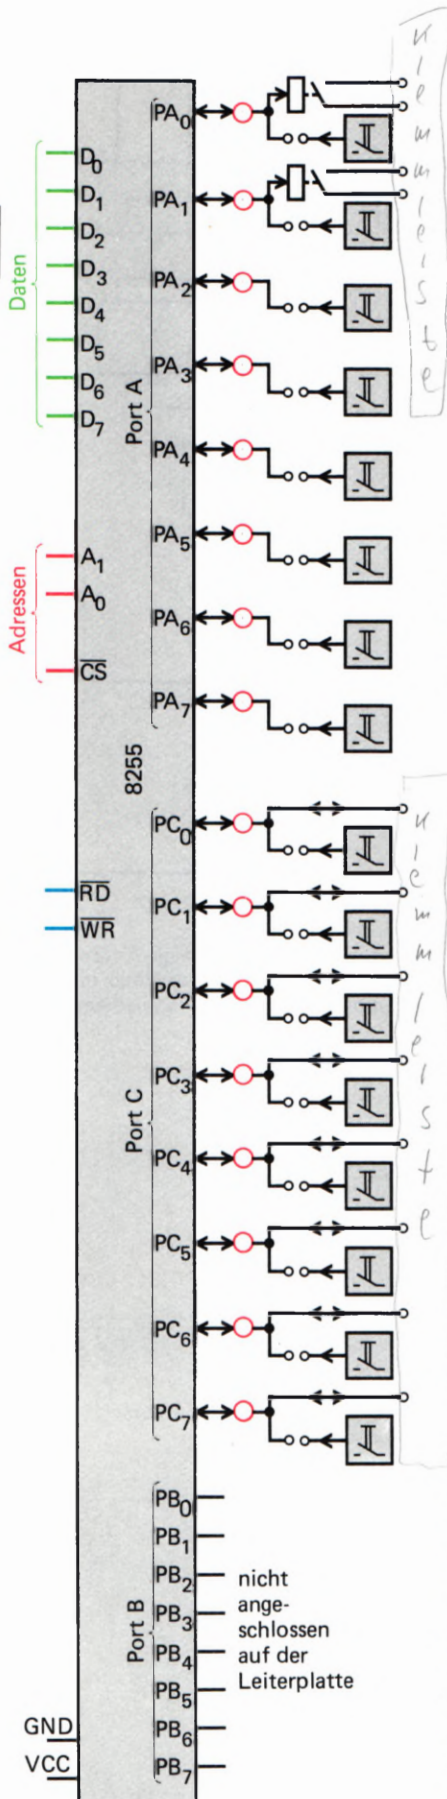 Klemmleiste
PA0
D0
D1
PA1
D2
Daten
D3
PA2
D4
D5
PA3
D6
Port A
D7
PA4
PA5
A1
Adressen
A0
PA6
CS
PA7
8255
Klemmleiste
PC0
RD
PC1
WR
PC2
PC3
Port C
PC4
PC5
PC6
PC7
PB0
PB1
PB2
nicht
PB3
ange-
schlossen
Port B
PB4
auf der
PB5
Leiterplatte
GND
PB6
VCC
PB7